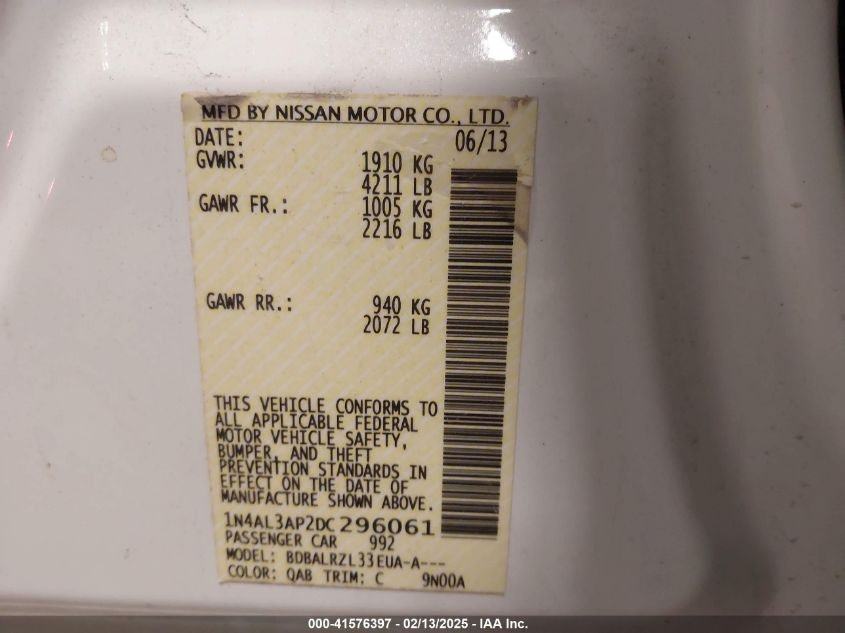 MFD BY NISSAN MOTOR CO., LTD.
DATE: 06/13
GVWR: 1910 KG
4211 LB
GAWR FR.: 1005 KG
2216 LB
GAWR RR.: 940 KG
2072 LB
THIS VEHICLE CONFORMS TO
ALL APPLICABLE FEDERAL
MOTOR VEHICLE SAFETY,
BUMPER, AND THEFT
PREVENTION STANDARDS IN
EFFECT ON THE DATE OF
MANUFACTURE SHOWN ABOVE.
1N4AL3AP2DC296061
PASSENGER CAR 992
MODEL: BDBALRZL33EUA-A---
COLOR: QAB TRIM: C 9N00A
000-41576397 - 02/13/2025 - IAA Inc.